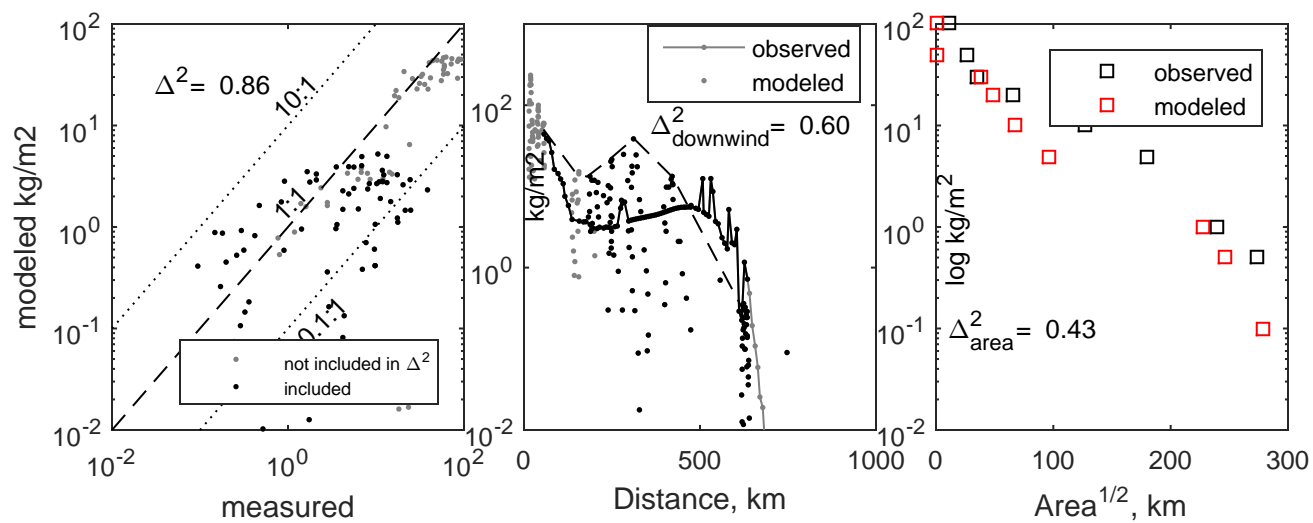 modeled kg/m2
10^2
10^1
10^0
10^-1
10^-2
Δ^2= 0.86
10:1
1:1
0.1:1
not included in Δ^2
included
10^-2
10^0
10^2
measured
kg/m2
10^2
10^0
10^-2
observed
modeled
Δ^2_downwind= 0.60
0
500
1000
Distance, km
log kg/m^2
10^2
10^1
10^0
10^-1
10^-2
observed
modeled
Δ^2_area= 0.43
0
100
200
300
Area^1/2, km